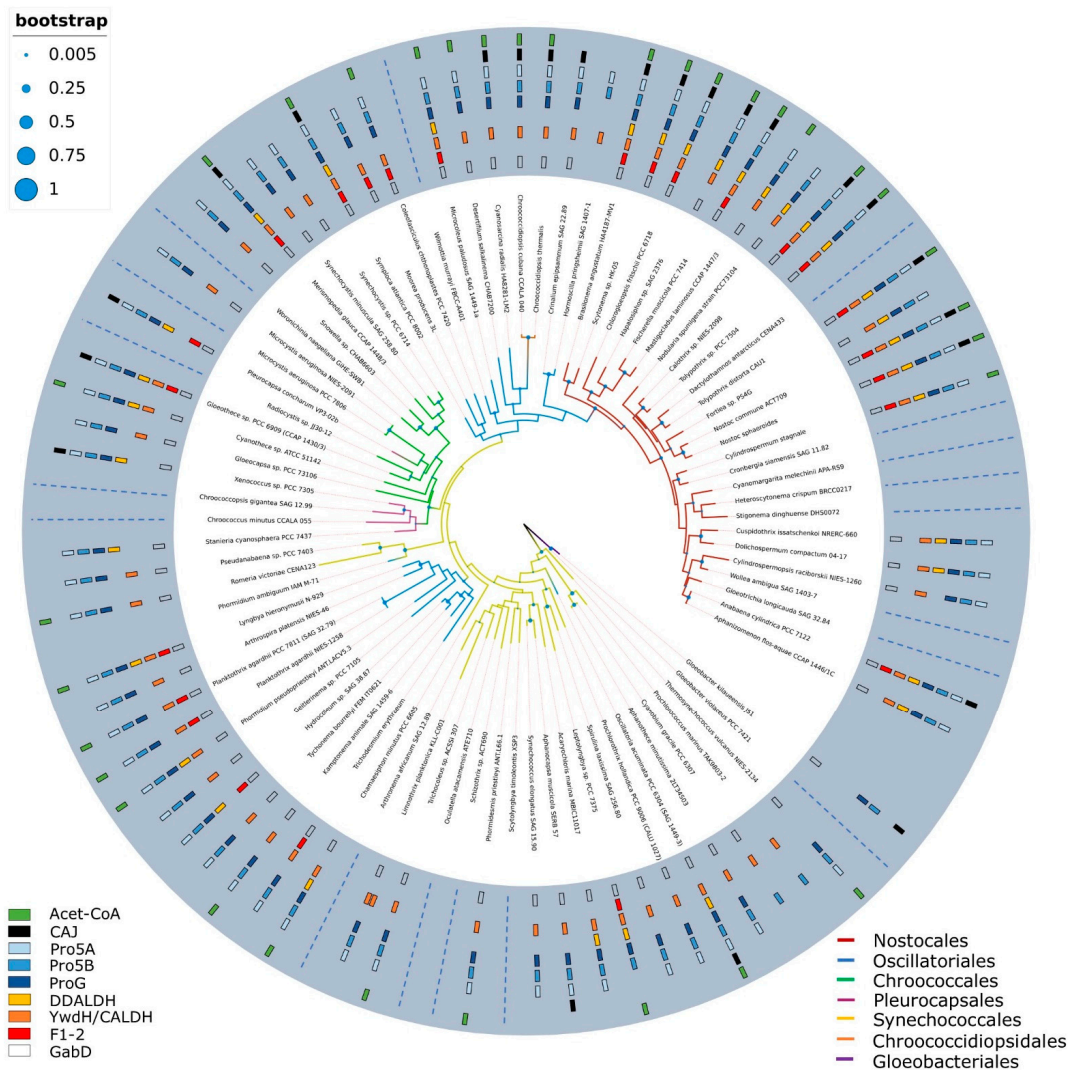 bootstrap
0.005
0.25
0.5
0.75
1
Coleofasciculus chthonoplastes PCC 7420
Wilmottia murrayi FBCC-A401
Microcoleus paludosus SAG 1449-1a
Desertifilum salkalinema CHAB7200
Cyanosarcina radialis HA8281-LM2
Chroococcidiopsis cubana CCALA 040
Chroococcidiopsis thermalis
Crinalium epipsammum SAG 22.89
Hormoscilla pringsheimii SAG 1407-1
Brasilonema angustatum HA4187-MV1
Scytonema sp. HK-05
Chlorogloeopsis fritschii PCC 6718
Hapalosiphon sp. SAG 2376
Fischerella muscicola PCC 7414
Mastigocladus laminosus CCAP 1447/3
Nodularia spumigena strain PCC73104
Calothrix sp. NIES-2098
Tolypothrix sp. PCC 7504
Dactylothamnos antarcticus CENA433
Tolypothrix distorta CAU1
Fortiea sp. PS4G
Nostoc commune ACT709
Nostoc sphaeroides
Cylindrospermum stagnale
Cronbergia siamensis SAG 11.82
Cyanomargarita melechinii APA-RS9
Heteroscytonema crispum BRCC0217
Stigonema dinghuense DHS0072
Cuspidothrix issatschenkoi NRERC-660
Dolichospermum compactum 04-17
Cylindrospermopsis raciborskii NIES-1260
Wollea ambigua SAG 1403-7
Gloeotrichia longicauda SAG 32.84
Anabaena cylindrica PCC 7122
Aphanizomenon flos-aquae CCAP 1446/1C
Gloeobacter kilaueensis JS1
Gloeobacter violaceus PCC 7421
Thermosynechococcus vulcanus NIES-2134
Prochlorococcus marinus TAK9803-2
Cyanobium gracile PCC 6307
Aphanothece minutissima 2LT34S03
Oscillatoria acuminata PCC 6304 (SAG 1449-3)
Prochlorothrix hollandica PCC 9006 (CALU 1027)
Spirulina laxissima SAG 256.80
Leptolyngbya sp. PCC 7375
Acaryochloris marina MBIC11017
Aphanocapsa muscicola SERB 57
Synechococcus elongatus SAG 15.90
Scytolyngbya timoleontis XSP3
Phormidesmis priestleyi ANT.L66.1
Schizothrix sp. ACT690
Oculatella atacamensis ATE110
Trichocoleus sp. ACSSI 307
Limnothrix planktonica KLL-C001
Arthronema africanum SAG 12.89
Chamaesiphon minutus PCC 6605
Trichodesmium erythraeum
Kamptonema animale SAG 1459-6
Tychonema bourrellyi FEM IT0621
Hydrocoleum sp. SAG 38.87
Geitlerinema sp. PCC 7105
Phormidium pseudopriestleyi ANT.LACV5.3
Planktothrix agardhii NIES-1258
Planktothrix agardhii PCC 7811 (SAG 32.79)
Arthrospira platensis NIES-46
Lyngbya hieronymusii N-929
Phormidium ambiguum IAM M-71
Romeria victoriae CENA123
Pseudanabaena sp. PCC 7403
Stanieria cyanosphaera PCC 7437
Chroococcus minutus CCALA 055
Chroococcopsis gigantea SAG 12.99
Xenococcus sp. PCC 7305
Gloeocapsa sp. PCC 73106
Cyanothece sp. ATCC 51142
Gloeothece sp. PCC 6909 (CCAP 1430/3)
Radiocystis sp. JJ30-12
Pleurocapsa concharum VP3-02b
Microcystis aeruginosa PCC 7806
Microcystis aeruginosa NIES-2091
Woronichinia naegeliana GIHE-SWB1
Snowella sp. CHAB6603
Merismopedia glauca CCAP 1448/3
Synechocystis minuscula SAG 258.80
Synechocystis sp. PCC 6714
Symploca atlantica PCC 8002
Moorea producens 3L
Acet-CoA
CAJ
Pro5A
Pro5B
ProG
DDALDH
YwdH/CALDH
F1-2
GabD
Nostocales
Oscillatoriales
Chroococcales
Pleurocapsales
Synechococcales
Chroococcidiopsidales
Gloeobacteriales